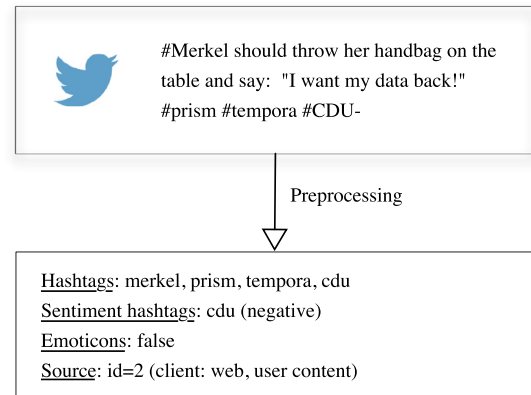 #Merkel should throw her handbag on the
table and say:  "I want my data back!"
#prism #tempora #CDU-
Preprocessing
Hashtags: merkel, prism, tempora, cdu
Sentiment hashtags: cdu (negative)
Emoticons: false
Source: id=2 (client: web, user content)